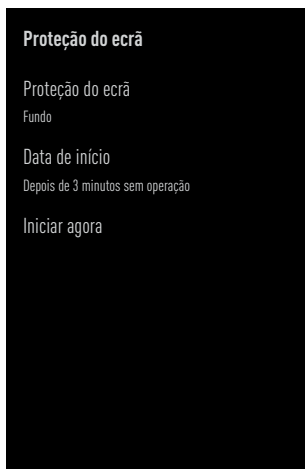 Proteção do ecrã
Proteção do ecrã
Fundo
Data de início
Depois de 3 minutos sem operação
Iniciar agora